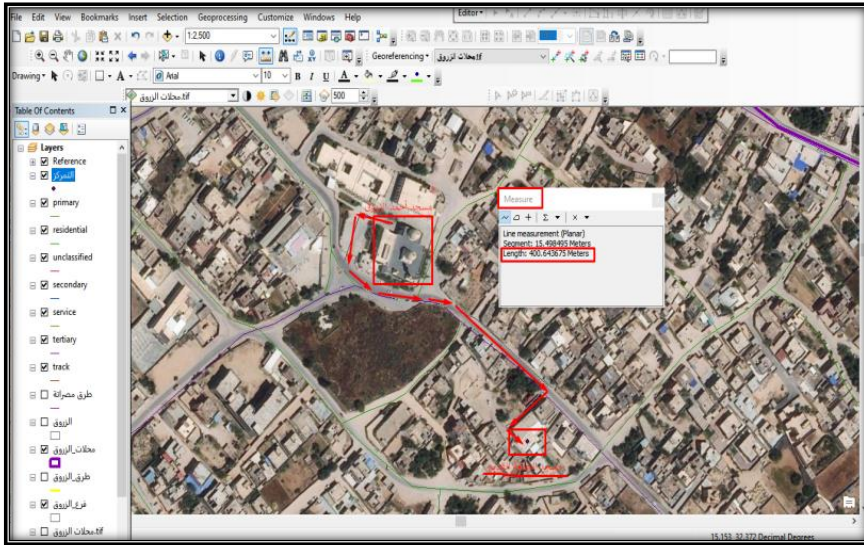 File Edit View Bookmarks Insert Selection Geoprocessing Customize Windows Help
Editor
1:2.500
Georeferencing
محلات الزروق.tif
Drawing
A
Arial
10
B I U A
محلات الزروق.tif
500
Table Of Contents
Layers
Reference
التمركز
primary
residential
unclassified
secondary
service
tertiary
track
طرق مصراتة
الزروق
محلات_الزروق
طرق_الزروق
فرع_الزروق
محلات الزروق.tif
Measure
Line measurement (Planar)
Segment: 15.498495 Meters
Length: 400.643675 Meters
15.153 32.372 Decimal Degrees